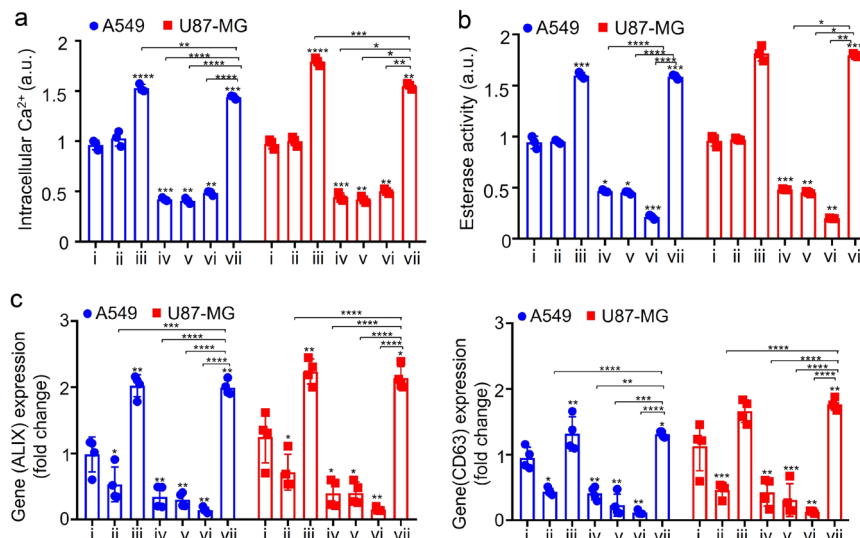 a
A549 U87-MG
Intracellular Ca²⁺ (a.u.)
2
1.5
1
0.5
0
*** 
** **** *
**** *
**** **
**** *** **** **
*** ** ** *** ** **
i ii iii iv v vi vii i ii iii iv v vi vii
b
A549 U87-MG
Esterase activity (a.u.)
2
1.5
1
0.5
0
**** *
**** *
**** **
*** *** ***
* * *** *** ** **
i ii iii iv v vi vii i ii iii iv v vi vi
c
A549 U87-MG
Gene (ALIX) expression
(fold change)
3
2
1
0
*** ****
**** ****
**** ****
**** ****
** ** ** *
* ** ** ** * * * **
i ii iii iv v vi vii i ii iii iv v vi vii
A549 U87-MG
Gene(CD63) expression
(fold change)
3
2
1
0
**** ****
** ****
*** ****
**** ****
** * **
* ** ** ** *** ** *** **
i ii iii iv v vi vii i ii iii iv v vi vii